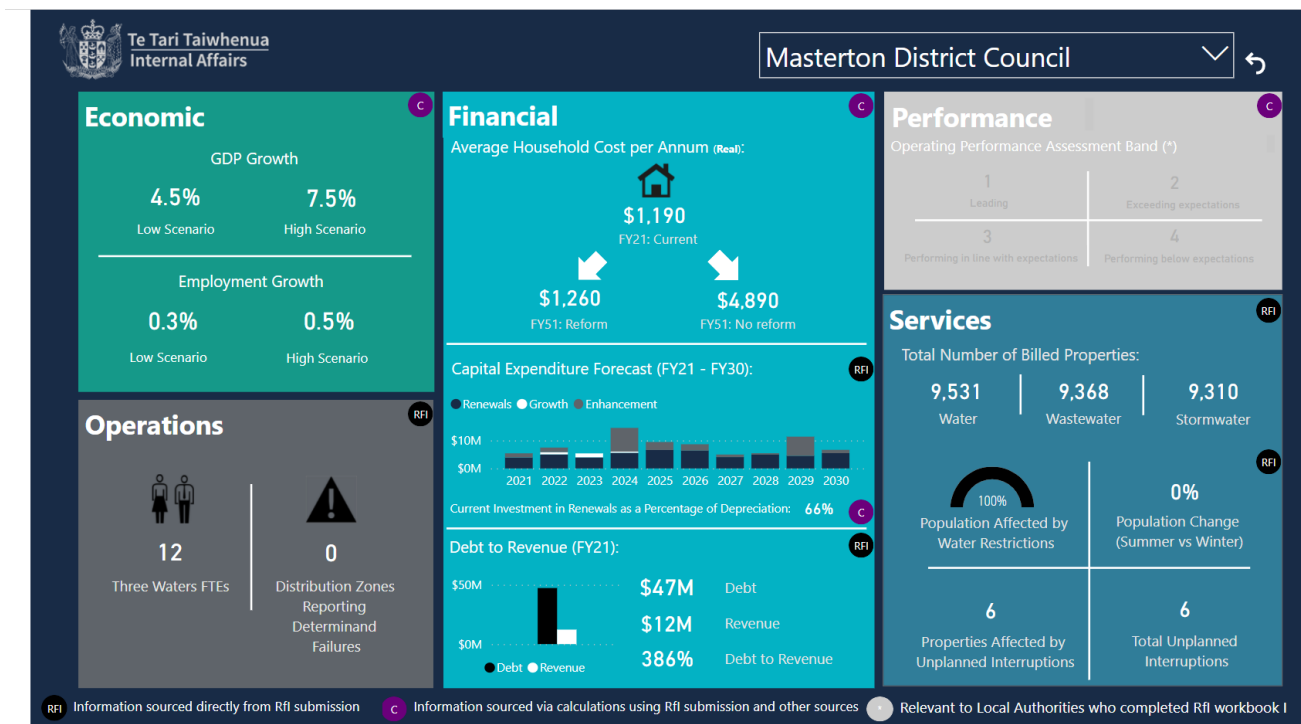 Te Tari Taiwhenua
Internal Affairs
Masterton District Council
Economic
C
GDP Growth
4.5%
7.5%
Low Scenario
High Scenario
Employment Growth
0.3%
0.5%
Low Scenario
High Scenario
Operations
RFI
12
0
Three Waters FTEs
Distribution Zones
Reporting
Determinand
Failures
Financial
C
Average Household Cost per Annum (Real):
$1,190
FY21: Current
$1,260
$4,890
FY51: Reform
FY51: No reform
Capital Expenditure Forecast (FY21 - FY30):
RFI
Renewals Growth Enhancement
$10M
$0M
2021 2022 2023 2024 2025 2026 2027 2028 2029 2030
Current Investment in Renewals as a Percentage of Depreciation: 66%
C
Debt to Revenue (FY21):
RFI
$50M
$0M
Debt Revenue
$47M Debt
$12M Revenue
386% Debt to Revenue
Performance
C
Operating Performance Assessment Band (*)
1
2
Leading
Exceeding expectations
3
4
Performing in line with expectations
Performing below expectations
Services
RFI
Total Number of Billed Properties:
9,531
9,368
9,310
Water
Wastewater
Stormwater
RFI
100%
Population Affected by
Water Restrictions
0%
Population Change
(Summer vs Winter)
6
Properties Affected by
Unplanned Interruptions
6
Total Unplanned
Interruptions
RFI Information sourced directly from RfI submission
C Information sourced via calculations using RfI submission and other sources
* Relevant to Local Authorities who completed RfI workbook I